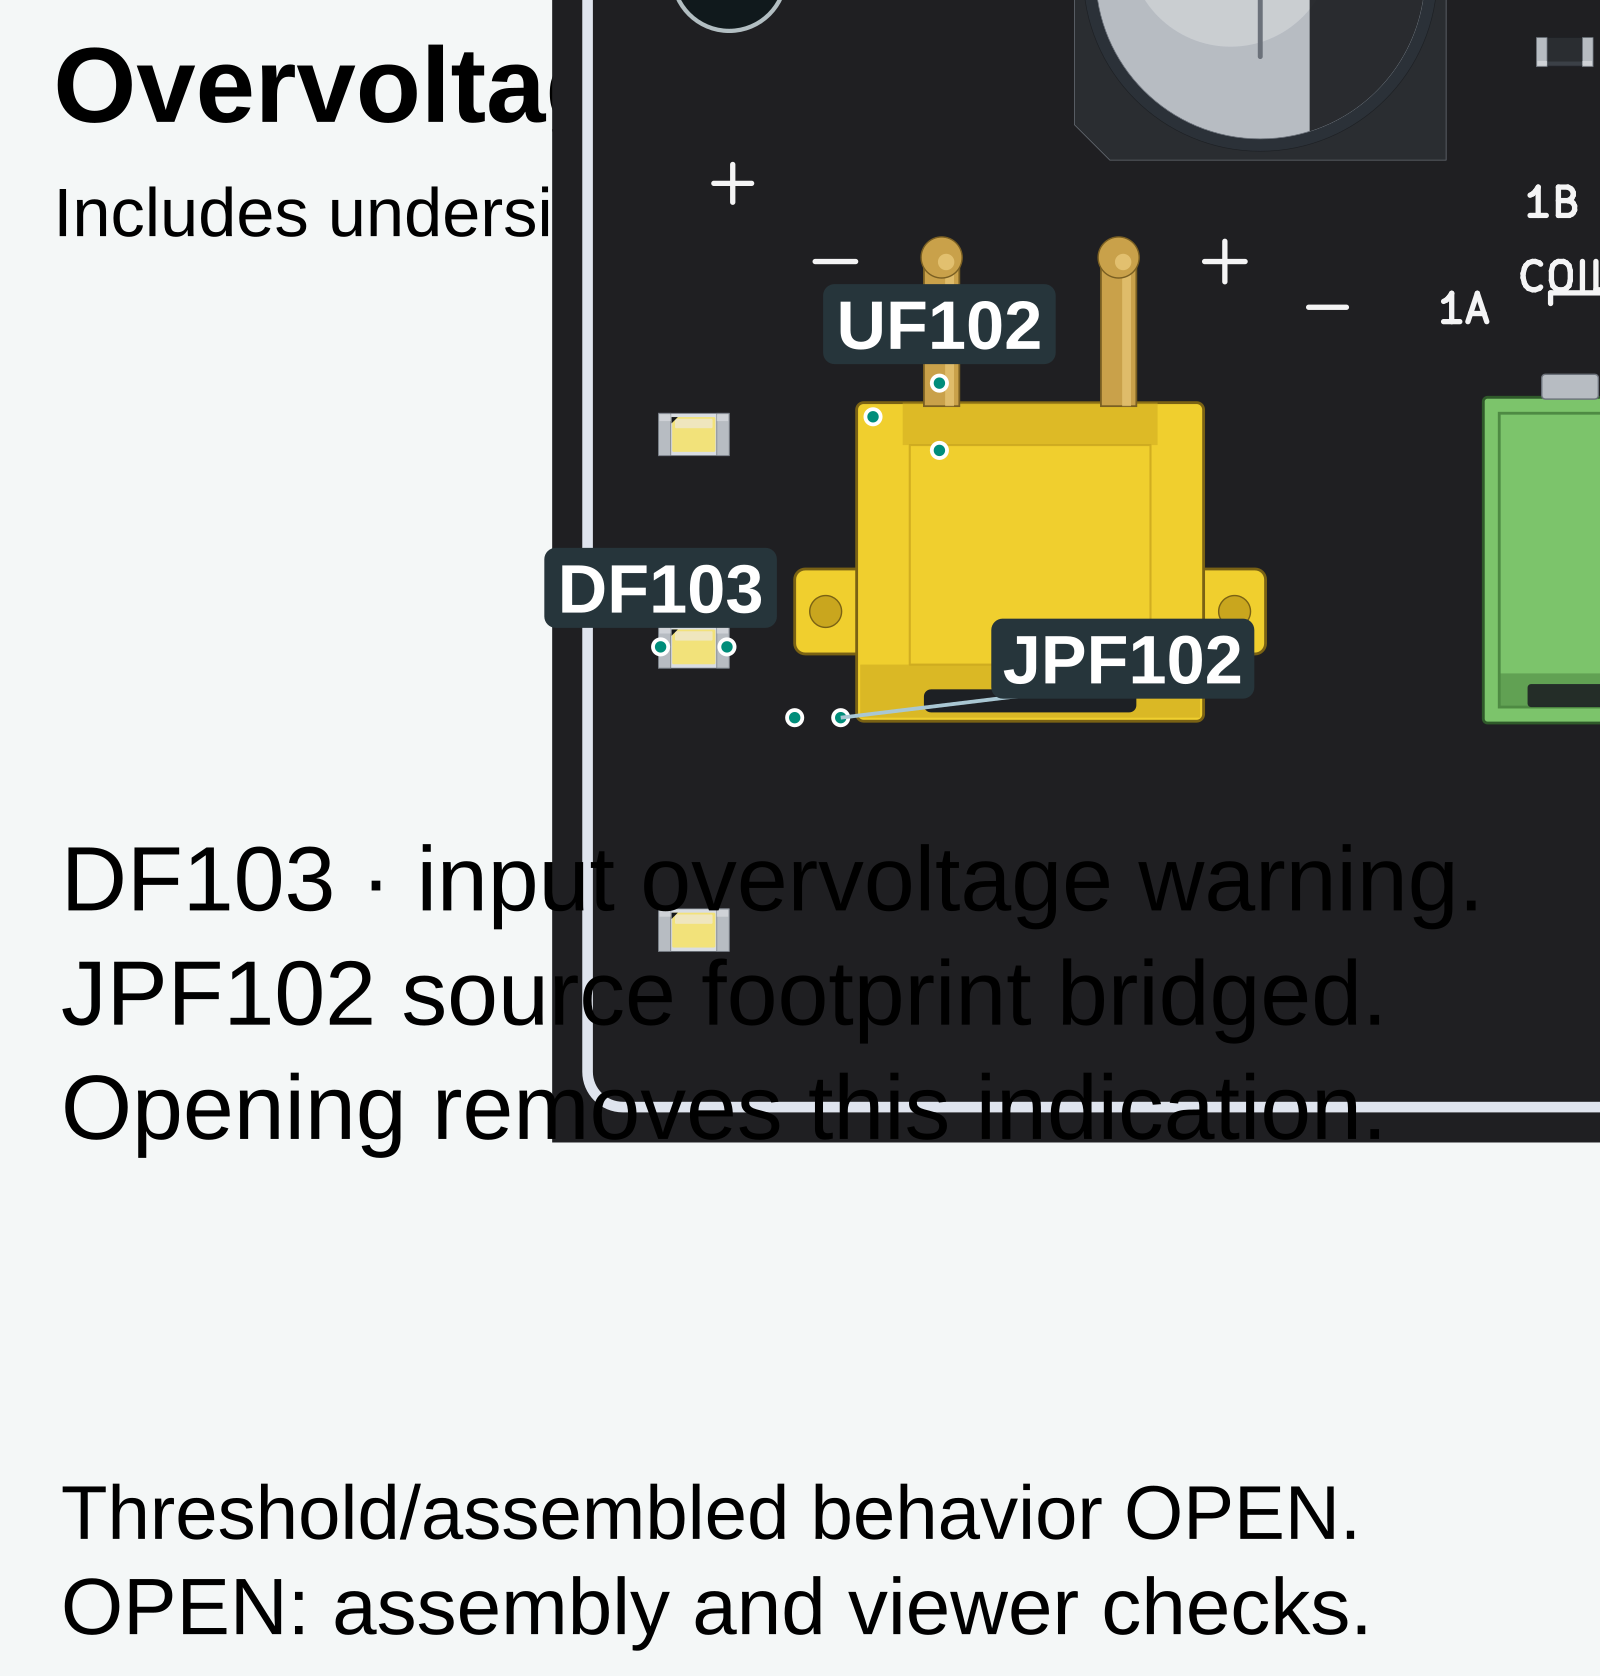 Overvolta
Includes undersi
1B
COIL
1A
UF102
DF103
JPF102
DF103 · input overvoltage warning.
JPF102 source footprint bridged.
Opening removes this indication.
Threshold/assembled behavior OPEN.
OPEN: assembly and viewer checks.